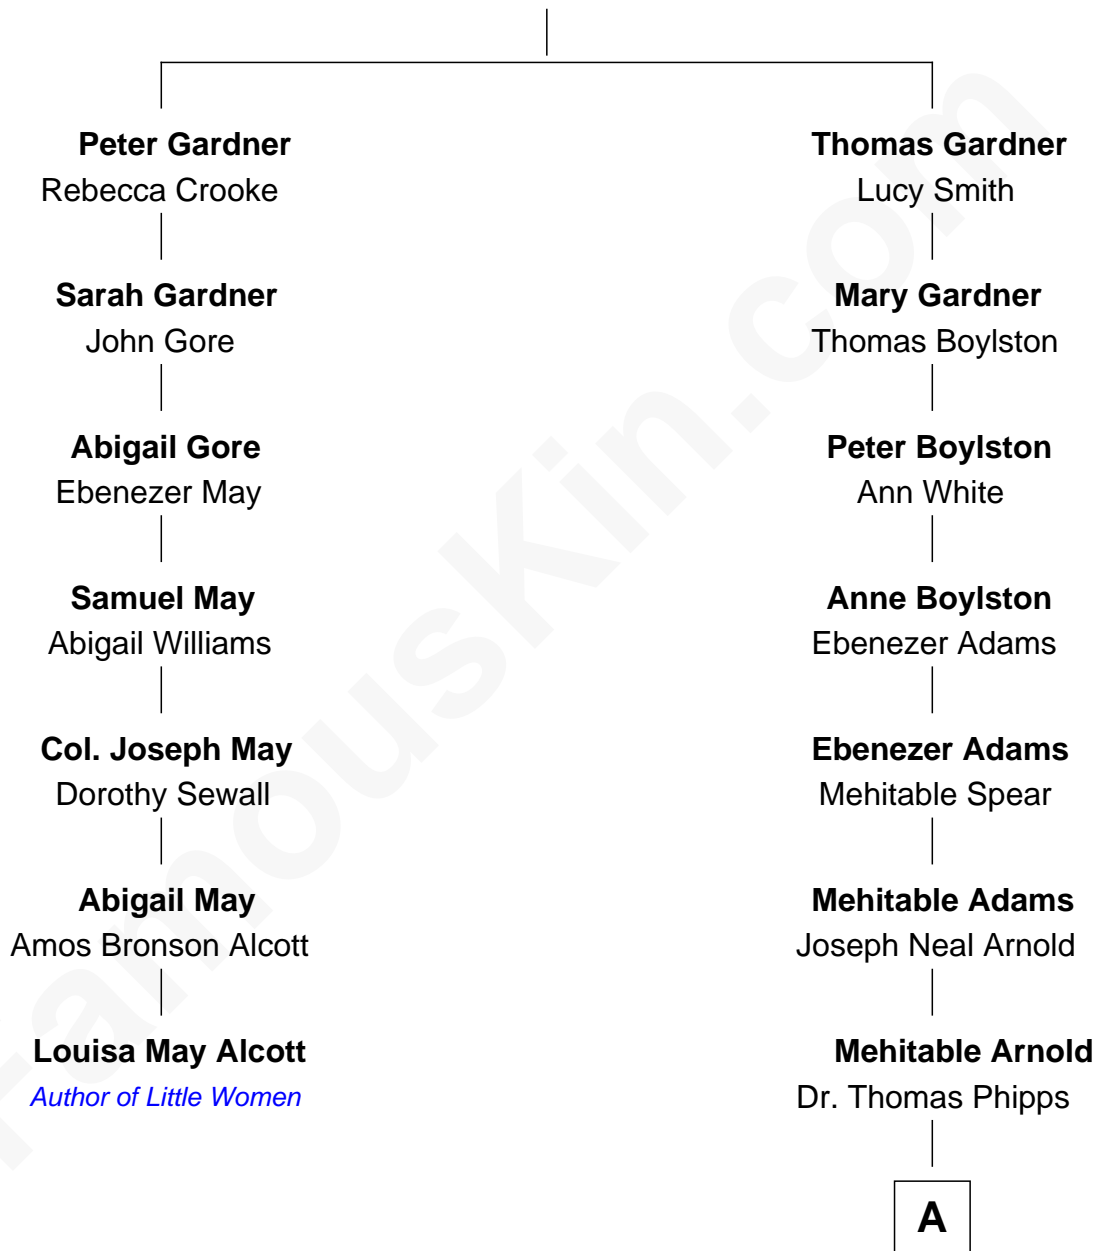 Peter Gardner
Rebecca Crooke
Sarah Gardner
John Gore
Abigail Gore
Ebenezer May
Samuel May
Abigail Williams
Col. Joseph May
Dorothy Sewall
Abigail May
Amos Bronson Alcott
Louisa May Alcott
Author of Little Women
Thomas Gardner
Lucy Smith
Mary Gardner
Thomas Boylston
Peter Boylston
Ann White
Anne Boylston
Ebenezer Adams
Ebenezer Adams
Mehitable Spear
Mehitable Adams
Joseph Neal Arnold
Mehitable Arnold
Dr. Thomas Phipps
A
FamousKin.com